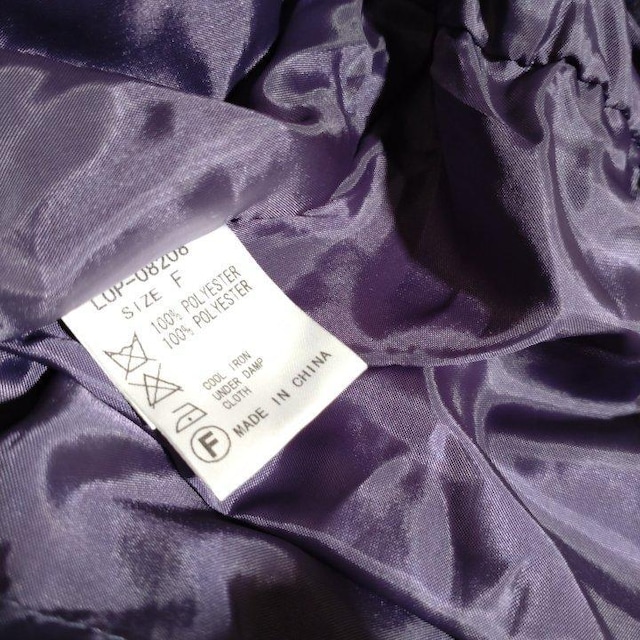 LOP-08208
SIZE F
100% POLYESTER
100% POLYESTER
COOL IRON
UNDER DAMP
CLOTH
F
MADE IN CHINA